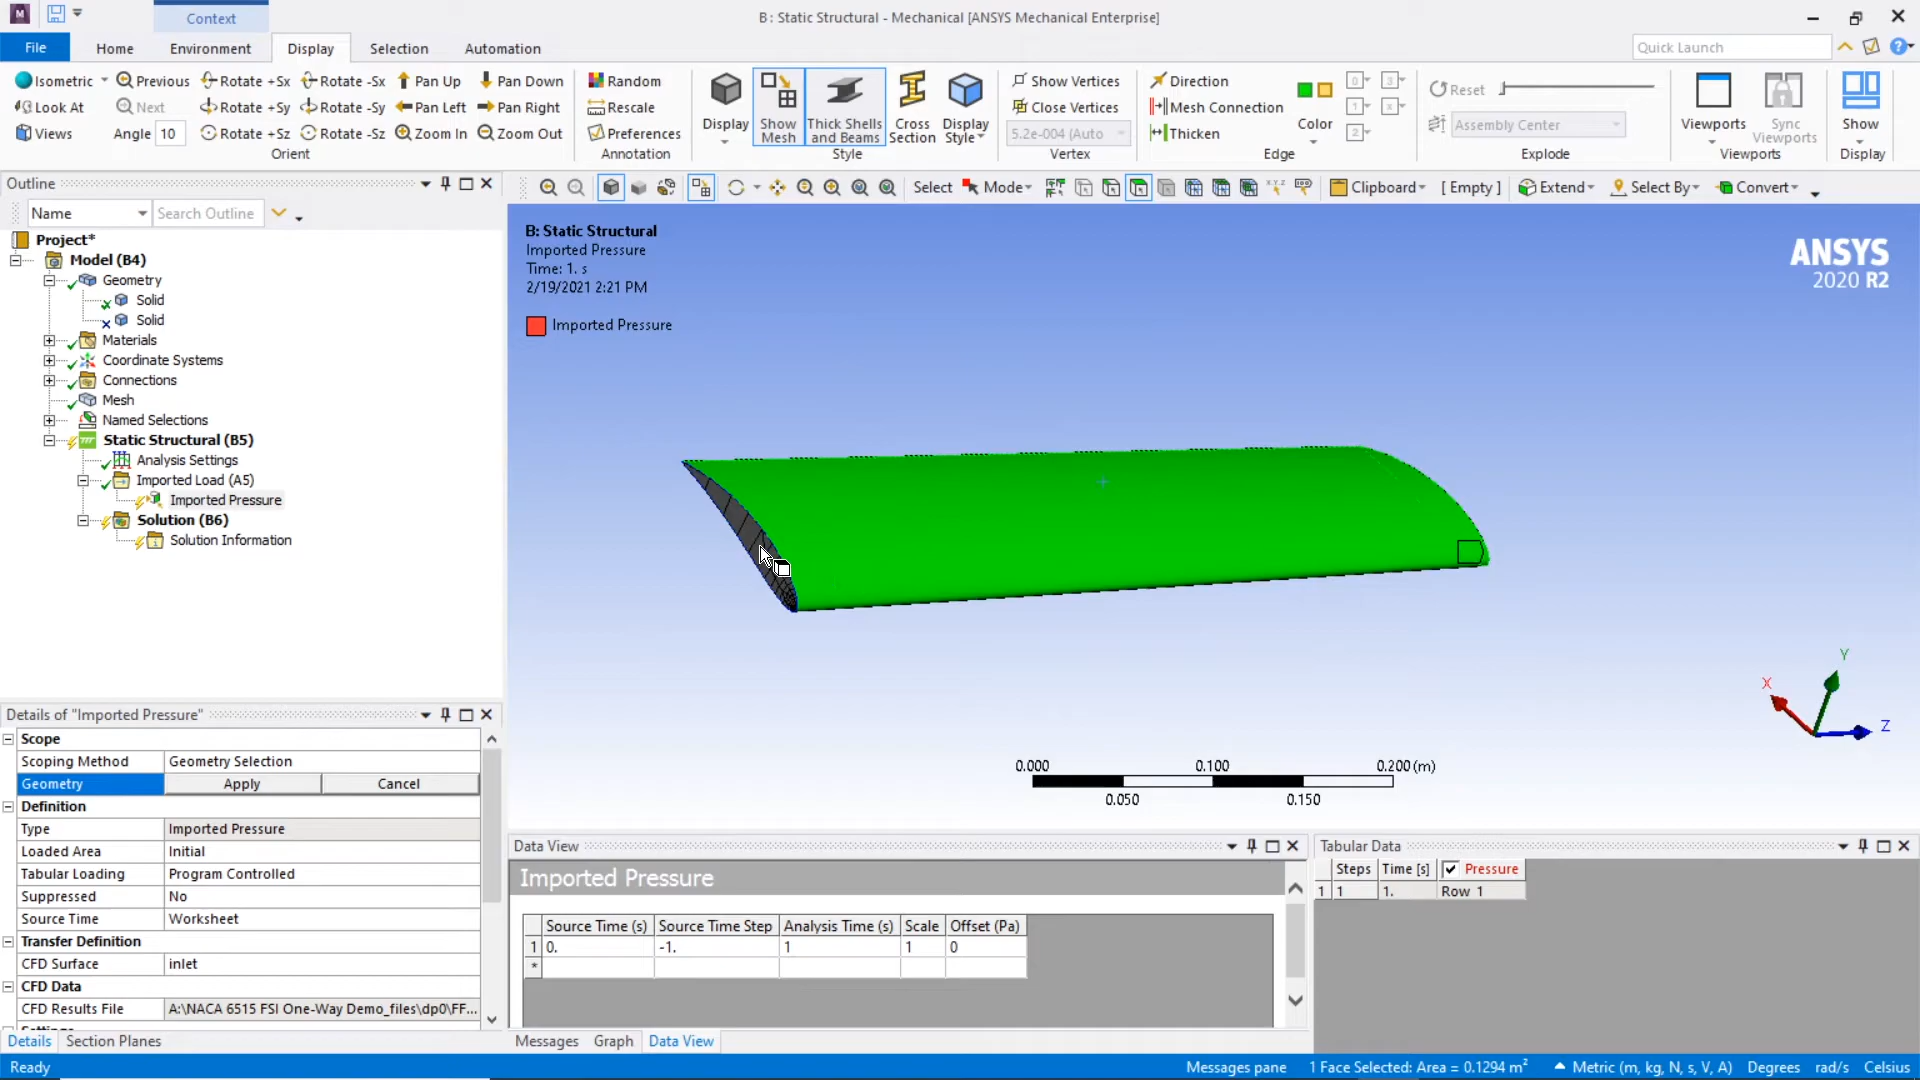 Context
B : Static Structural - Mechanical [ANSYS Mechanical Enterprise]
File
Home
Environment
Display
Selection
Automation
Quick Launch
Isometric
Previous
Rotate +Sx
Rotate -Sx
Pan Up
Pan Down
Look At
Next
Rotate +Sy
Rotate -Sy
Pan Left
Pan Right
Views
Angle 10
Rotate +Sz
Rotate -Sz
Zoom In
Zoom Out
Orient
Random
Rescale
Preferences
Annotation
Display
Show Mesh
Thick Shells and Beams
Cross Section
Display Style
Style
Show Vertices
Close Vertices
5.2e-004 (Auto
Vertex
Direction
Mesh Connection
Thicken
Color
Edge
Reset
Assembly Center
Explode
Viewports
Sync Viewports
Viewports
Show
Display
Outline
Name
Search Outline
Select
Mode
Clipboard
[ Empty ]
Extend
Select By
Convert
Project*
Model (B4)
Geometry
Solid
Solid
Materials
Coordinate Systems
Connections
Mesh
Named Selections
Static Structural (B5)
Analysis Settings
Imported Load (A5)
Imported Pressure
Solution (B6)
Solution Information
B: Static Structural
Imported Pressure
Time: 1. s
2/19/2021 2:21 PM
Imported Pressure
ANSYS
2020 R2
Y
X
Z
0.000
0.100
0.200 (m)
0.050
0.150
Details of "Imported Pressure"
Scope
Scoping Method Geometry Selection
Geometry Apply Cancel
Definition
Type Imported Pressure
Loaded Area Initial
Tabular Loading Program Controlled
Suppressed No
Source Time Worksheet
Transfer Definition
CFD Surface inlet
CFD Data
CFD Results File A:\NACA 6515 FSI One-Way Demo_files\dp0\FF...
Details
Section Planes
Data View
Imported Pressure
Source Time (s) Source Time Step Analysis Time (s) Scale Offset (Pa)
1 0. -1. 1 1 0
*
Messages
Graph
Data View
Tabular Data
Steps Time [s] Pressure
1 1 1. Row 1
Ready
Messages pane
1 Face Selected: Area = 0.1294 m²
Metric (m, kg, N, s, V, A)
Degrees
rad/s
Celsius